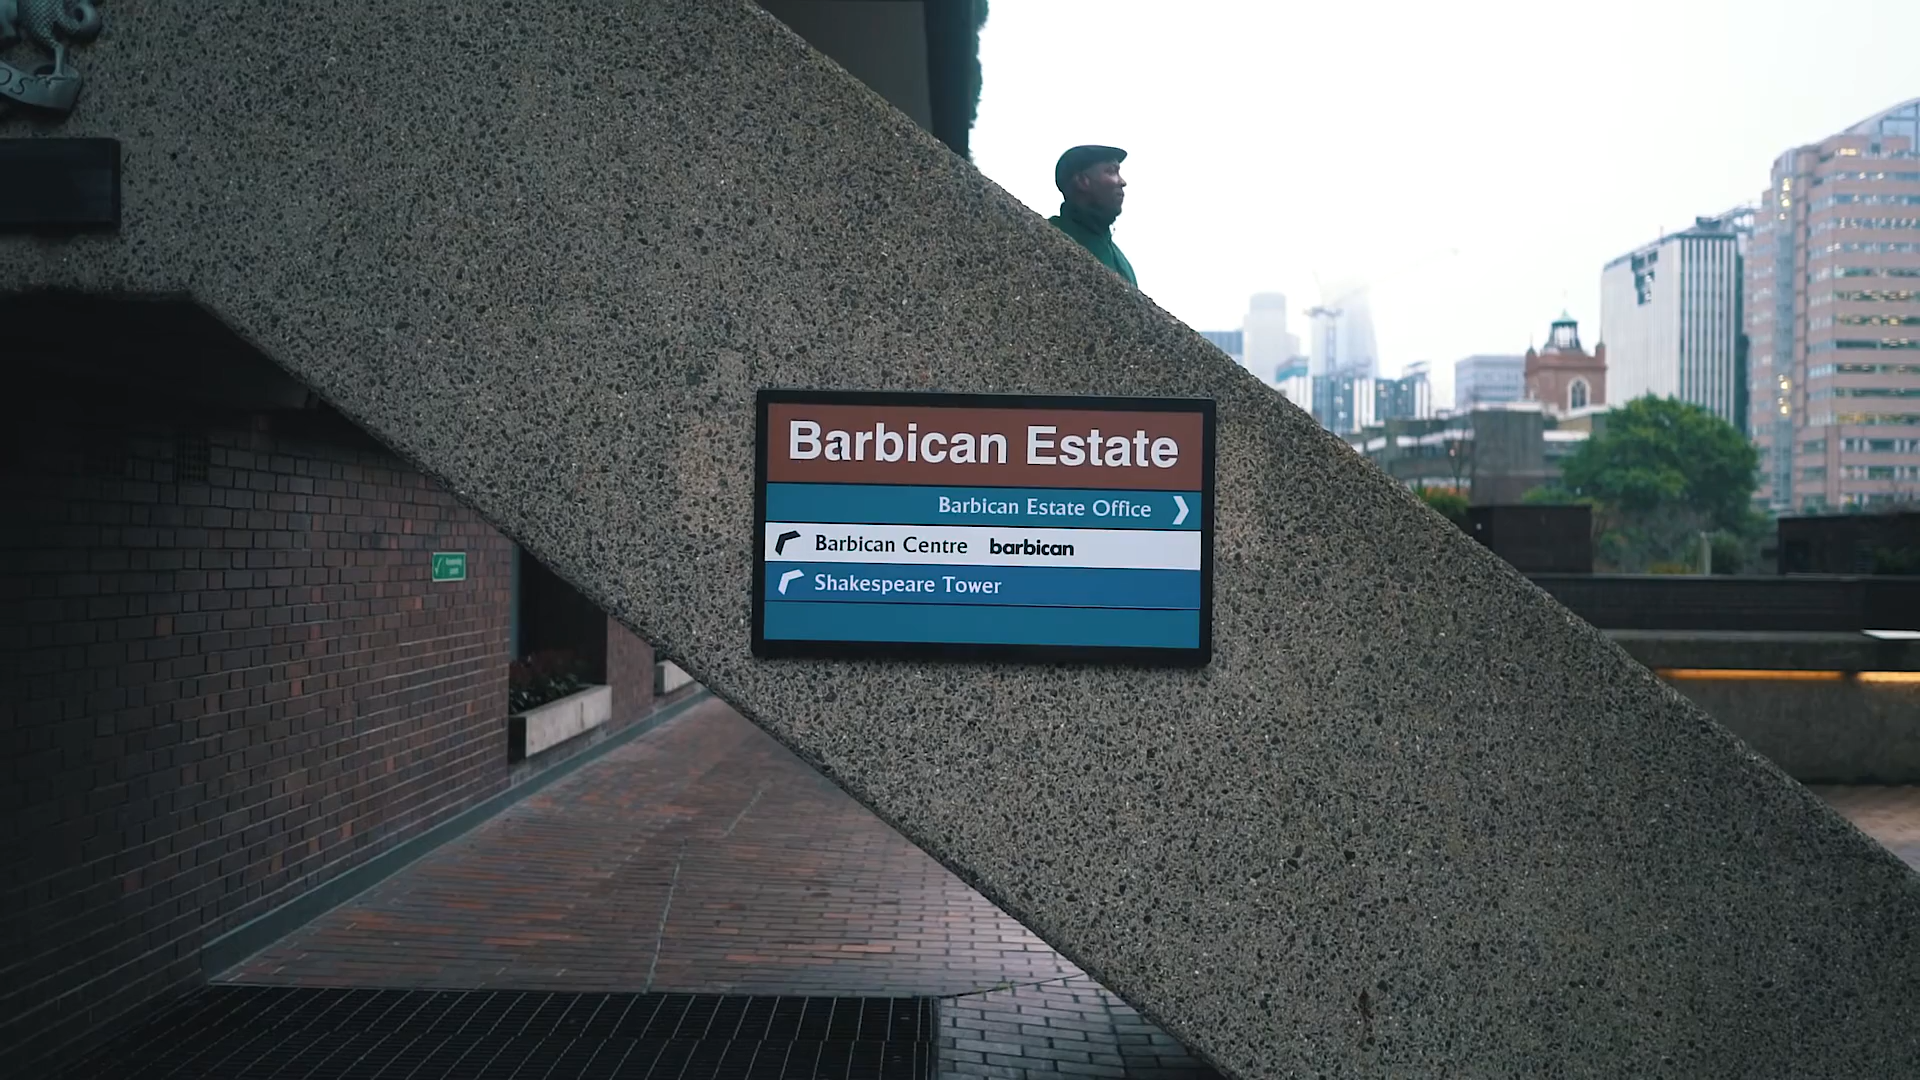 Barbican Estate
Barbican Estate Office
Barbican Centre barbican
Shakespeare Tower